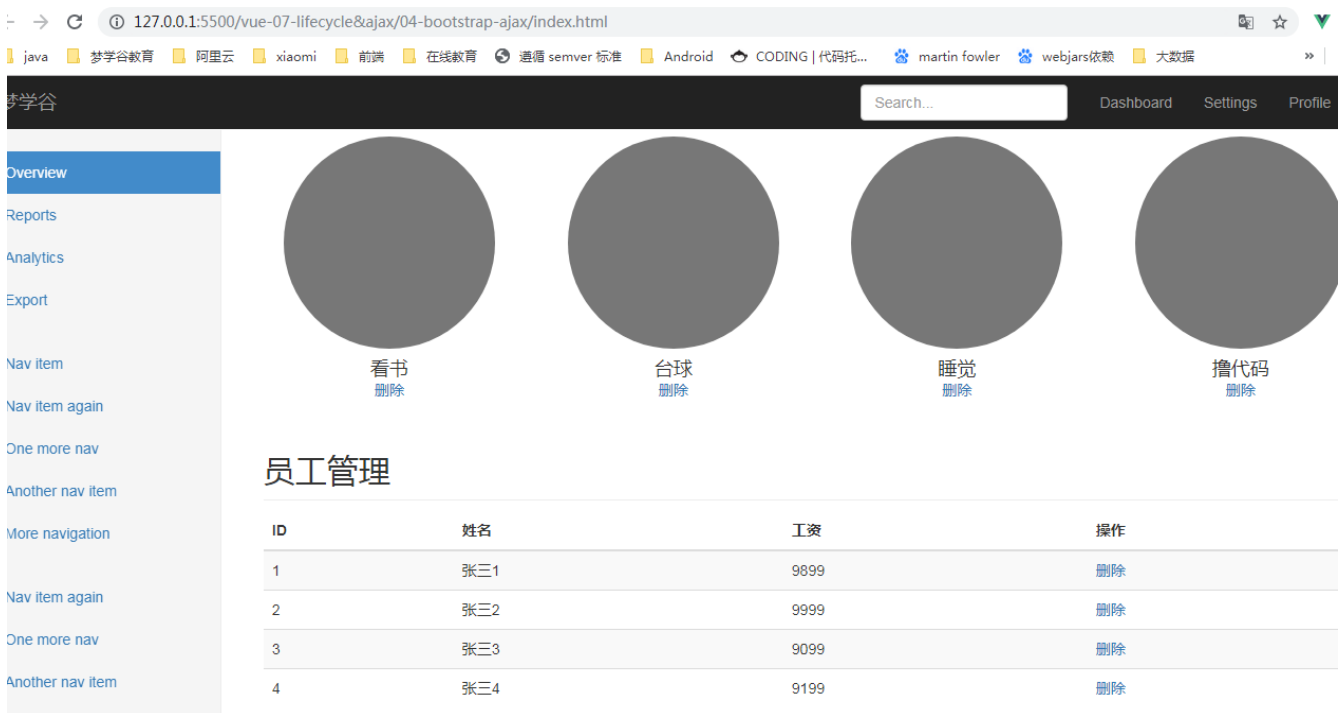 127.0.0.1:5500/vue-07-lifecycle&ajax/04-bootstrap-ajax/index.html
java 梦学谷教育 阿里云 xiaomi 前端 在线教育 遵循 semver 标准 Android CODING | 代码托... martin fowler webjars依赖 大数据 »
梦学谷 Search... Dashboard Settings Profile
Overview
Reports
Analytics
Export
Nav item
Nav item again
One more nav
Another nav item
More navigation
Nav item again
One more nav
Another nav item
看书 台球 睡觉 撸代码
删除 删除 删除 删除
员工管理
ID 姓名 工资 操作
1 张三1 9899 删除
2 张三2 9999 删除
3 张三3 9099 删除
4 张三4 9199 删除